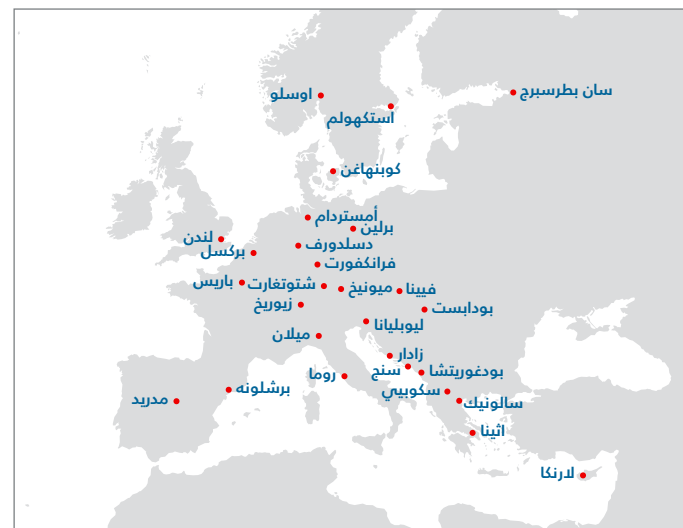 سان بطرسبرج
اوسلو
استكهولم
كوبنهاغن
أمستردام
برلين
لندن
دسلدورف
بركسل
فرانكفورت
باريس
شتوتغارت
ميونيخ
فيينا
زيوريخ
بودابست
ليوبليانا
ميلان
زادار
سنج
بودغوريتشا
روما
برشلونه
سكوبيي
مدريد
سالونيك
اثينا
لارنكا